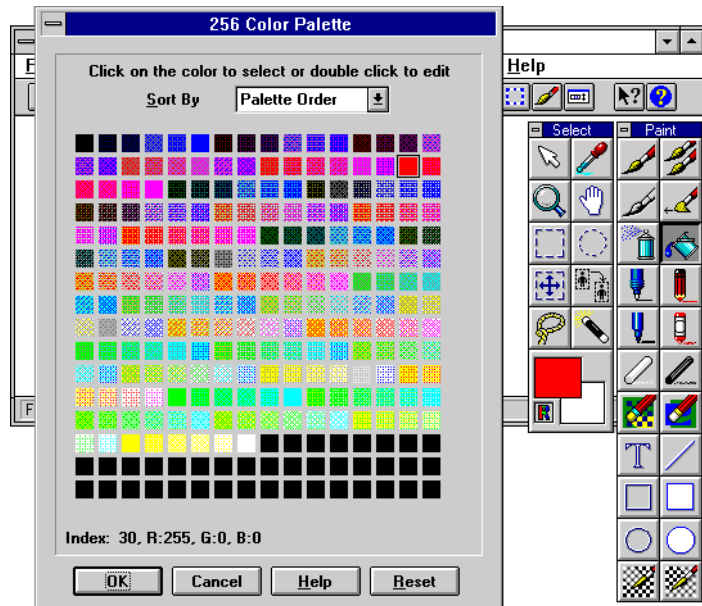 256 Color Palette
F
Help
Click on the color to select or double click to edit
Sort By Palette Order
Select
Paint
R
F
T
Index: 30, R:255, G:0, B:0
OK Cancel Help Reset